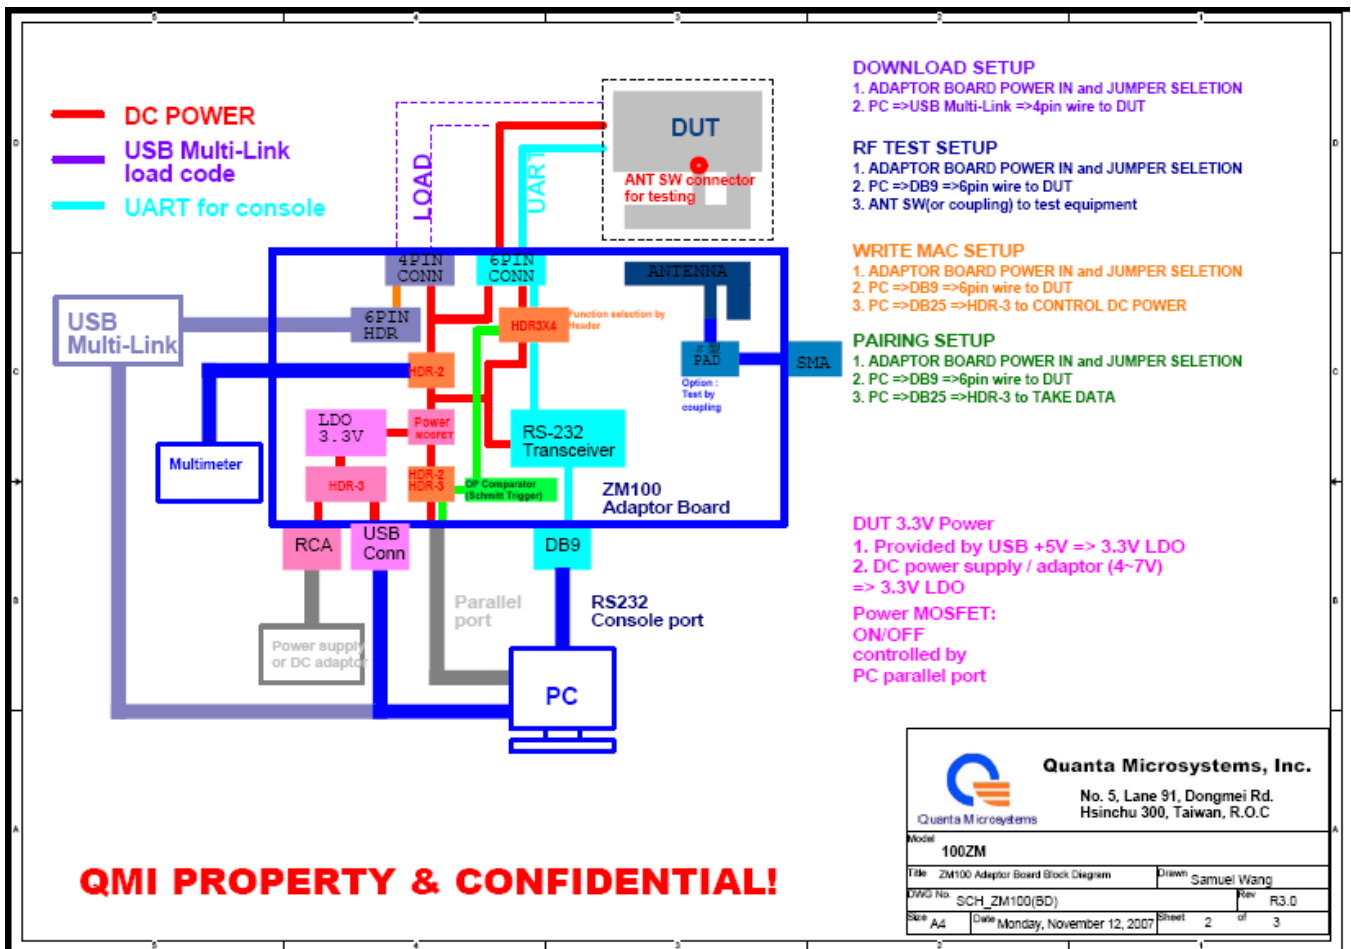 5
4
3
2
1
DC POWER
USB Multi-Link
load code
UART for console
LOAD
UART
DUT
ANT SW connector
for testing
4PIN
CONN
6PIN
CONN
ANTENNA
USB
Multi-Link
6PIN
HDR
HDR3X4
Function selection by
Header
PAD
SMA
HDR-2
Option :
Test by
coupling
LDO
3.3V
Power
MOSFET
RS-232
Transceiver
Multimeter
HDR-3
HDR-2
HDR-3
OP Comparator
(Schmitt Trigger)
ZM100
Adaptor Board
RCA
USB
Conn
DB9
Parallel
port
RS232
Console port
Power supply
or DC adaptor
PC
DOWNLOAD SETUP
1. ADAPTOR BOARD POWER IN and JUMPER SELETION
2. PC =>USB Multi-Link =>4pin wire to DUT
RF TEST SETUP
1. ADAPTOR BOARD POWER IN and JUMPER SELETION
2. PC =>DB9 =>6pin wire to DUT
3. ANT SW(or coupling) to test equipment
WRITE MAC SETUP
1. ADAPTOR BOARD POWER IN and JUMPER SELETION
2. PC =>DB9 =>6pin wire to DUT
3. PC =>DB25 =>HDR-3 to CONTROL DC POWER
PAIRING SETUP
1. ADAPTOR BOARD POWER IN and JUMPER SELETION
2. PC =>DB9 =>6pin wire to DUT
3. PC =>DB25 =>HDR-3 to TAKE DATA
DUT 3.3V Power
1. Provided by USB +5V => 3.3V LDO
2. DC power supply / adaptor (4~7V)
=> 3.3V LDO
Power MOSFET:
ON/OFF
controlled by
PC parallel port
QMI PROPERTY & CONFIDENTIAL!
Quanta Microsystems
Quanta Microsystems, Inc.
No. 5, Lane 91, Dongmei Rd.
Hsinchu 300, Taiwan, R.O.C
Model
100ZM
Title ZM100 Adaptor Board Block Diagram
Drawn Samuel Wang
DWG No. SCH_ZM100(BD)
Rev R3.0
Size A4
Date Monday, November 12, 2007
Sheet 2 of 3
D
D
C
C
B
B
A
A
5
4
3
2
1